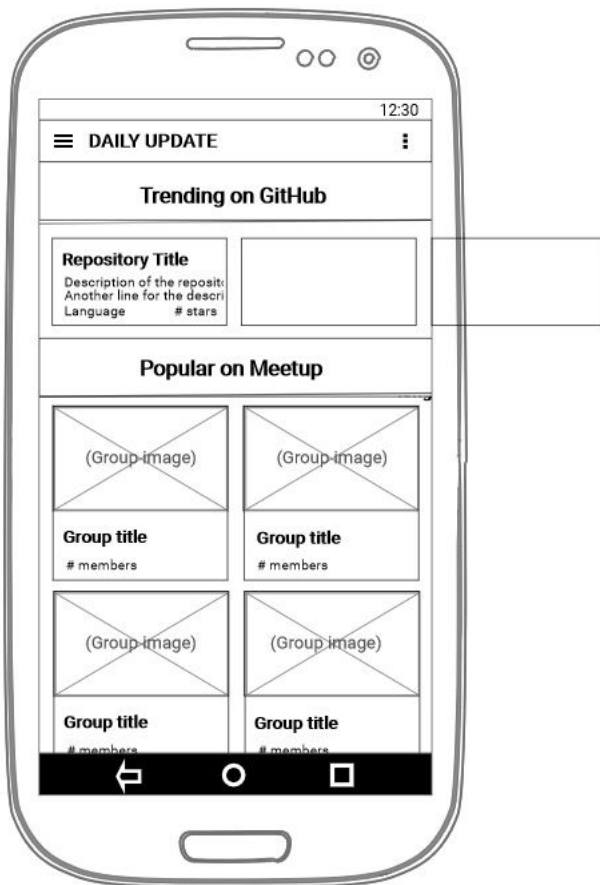 12:30
DAILY UPDATE
Trending on GitHub
Repository Title
Description of the reposit
Another line for the descri
Language # stars
Popular on Meetup
(Group image) (Group image)
Group title Group title
# members # members
(Group image) (Group image)
Group title Group title
# members # members